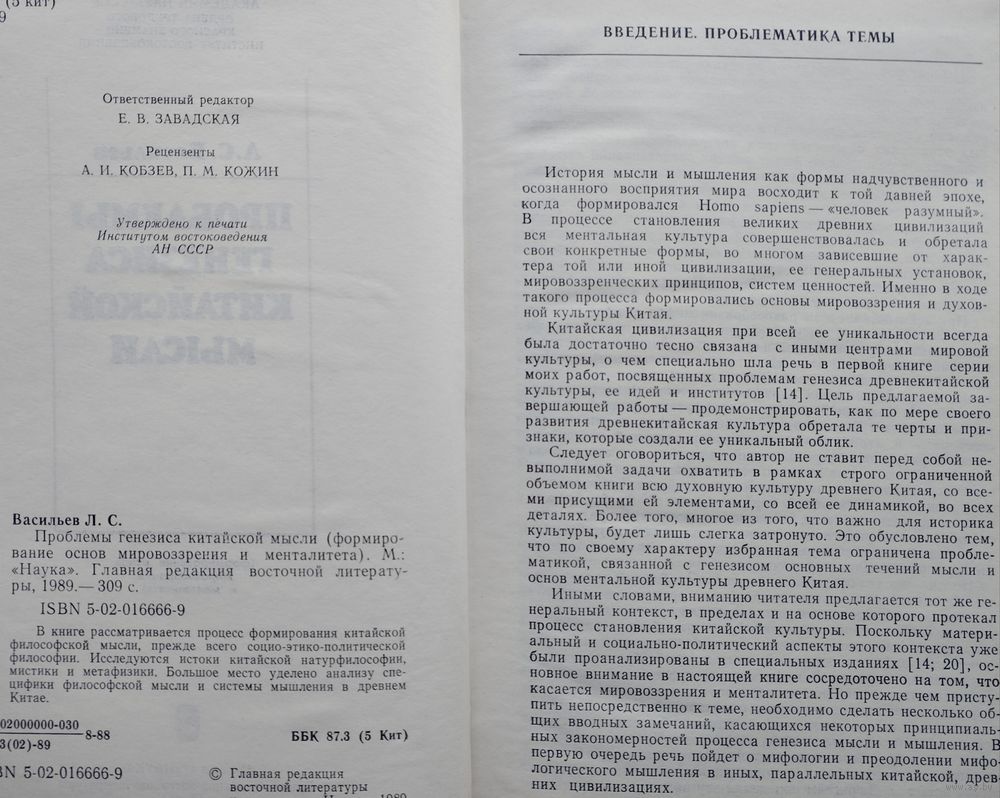 (5 кит)
9
Ответственный редактор
Е. В. ЗАВАДСКАЯ
Рецензенты
А. И. КОБЗЕВ, П. М. КОЖИН
Утверждено к печати
Институтом востоковедения
АН СССР
Васильев Л. С.
Проблемы генезиса китайской мысли (формиро-
вание основ мировоззрения и менталитета). М.:
«Наука». Главная редакция восточной литерату-
ры, 1989.— 309 с.
ISBN 5-02-016666-9
В книге рассматривается процесс формирования китайской
философской мысли, прежде всего социо-этико-политической
философии. Исследуются истоки китайской натурфилософии,
мистики и метафизики. Большое место уделено анализу спе-
цифики философской мысли и системы мышления в древнем
Китае.
02000000-030
8-88
3(02)-89
ББК 87.3 (5 Кит)
BN 5-02-016666-9
© Главная редакция
восточной литературы
1989
ВВЕДЕНИЕ. ПРОБЛЕМАТИКА ТЕМЫ
История мысли и мышления как формы надчувственного и
осознанного восприятия мира восходит к той давней эпохе,
когда формировался Homo sapiens — «человек разумный».
В процессе становления великих древних цивилизаций
вся ментальная культура совершенствовалась и обретала
свои конкретные формы, во многом зависевшие от харак-
тера той или иной цивилизации, ее генеральных установок,
мировоззренческих принципов, систем ценностей. Именно в ходе
такого процесса формировались основы мировоззрения и духов-
ной культуры Китая.
Китайская цивилизация при всей ее уникальности всегда
была достаточно тесно связана с иными центрами мировой
культуры, о чем специально шла речь в первой книге серии
моих работ, посвященных проблемам генезиса древнекитайской
культуры, ее идей и институтов [14]. Цель предлагаемой за-
вершающей работы — продемонстрировать, как по мере своего
развития древнекитайская культура обретала те черты и при-
знаки, которые создали ее уникальный облик.
Следует оговориться, что автор не ставит перед собой не-
выполнимой задачи охватить в рамках строго ограниченной
объемом книги всю духовную культуру древнего Китая, со все-
ми присущими ей элементами, со всей ее динамикой, во всех
деталях. Более того, многое из того, что важно для историка
культуры, будет лишь слегка затронуто. Это обусловлено тем,
что по своему характеру избранная тема ограничена пробле-
матикой, связанной с генезисом основных течений мысли и
основ ментальной культуры древнего Китая.
Иными словами, вниманию читателя предлагается тот же ге-
неральный контекст, в пределах и на основе которого протекал
процесс становления китайской культуры. Поскольку матери-
альный и социально-политический аспекты этого контекста уже
были проанализированы в специальных изданиях [14; 20], ос-
новное внимание в настоящей книге сосредоточено на том, что
касается мировоззрения и менталитета. Но прежде чем присту-
пить непосредственно к теме, необходимо сделать несколько об-
щих вводных замечаний, касающихся некоторых принципиаль-
ных закономерностей процесса генезиса мысли и мышления. В
первую очередь речь пойдет о мифологии и преодолении мифо-
логического мышления в иных, параллельных китайской, древ-
них цивилизациях.